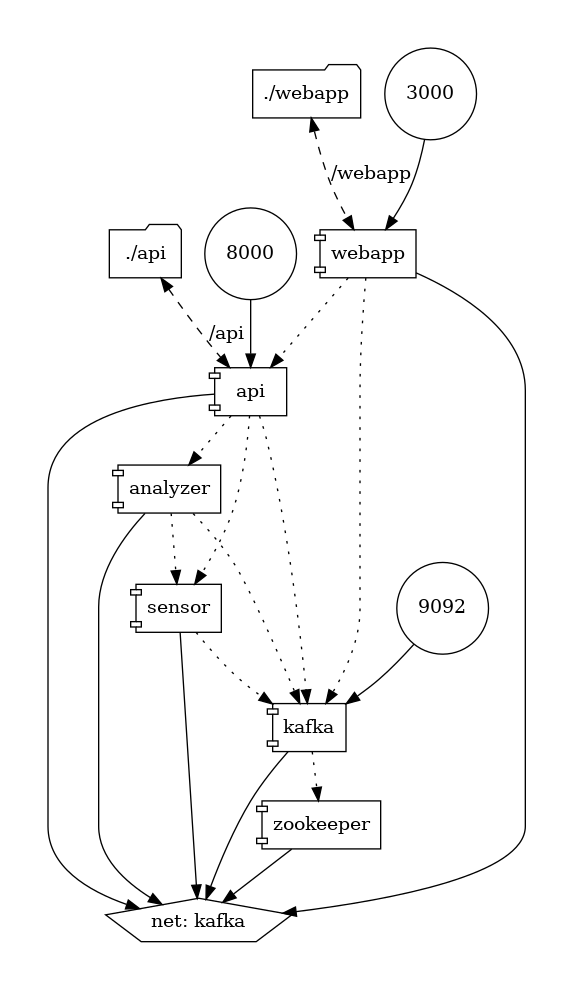 ./webapp
3000
/webapp
./api
8000
webapp
/api
api
analyzer
sensor
9092
kafka
zookeeper
net: kafka